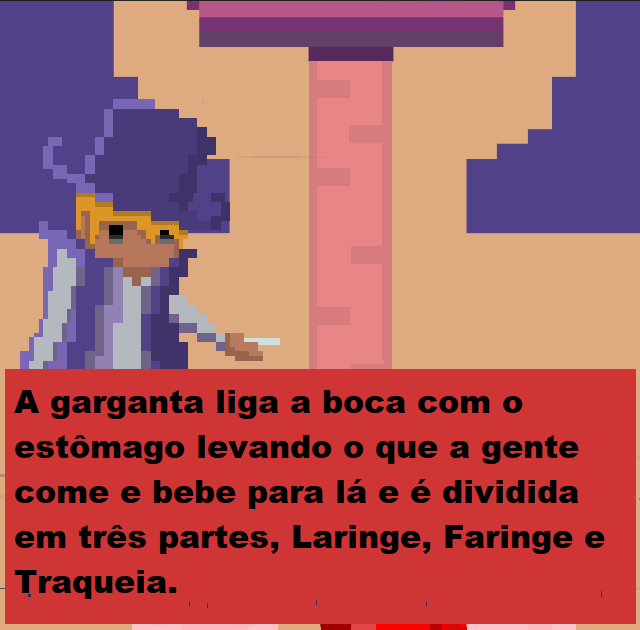 A garganta liga a boca com o
estômago levando o que a gente
come e bebe para lá e é dividida
em três partes, Laringe, Faringe e
Traqueia.